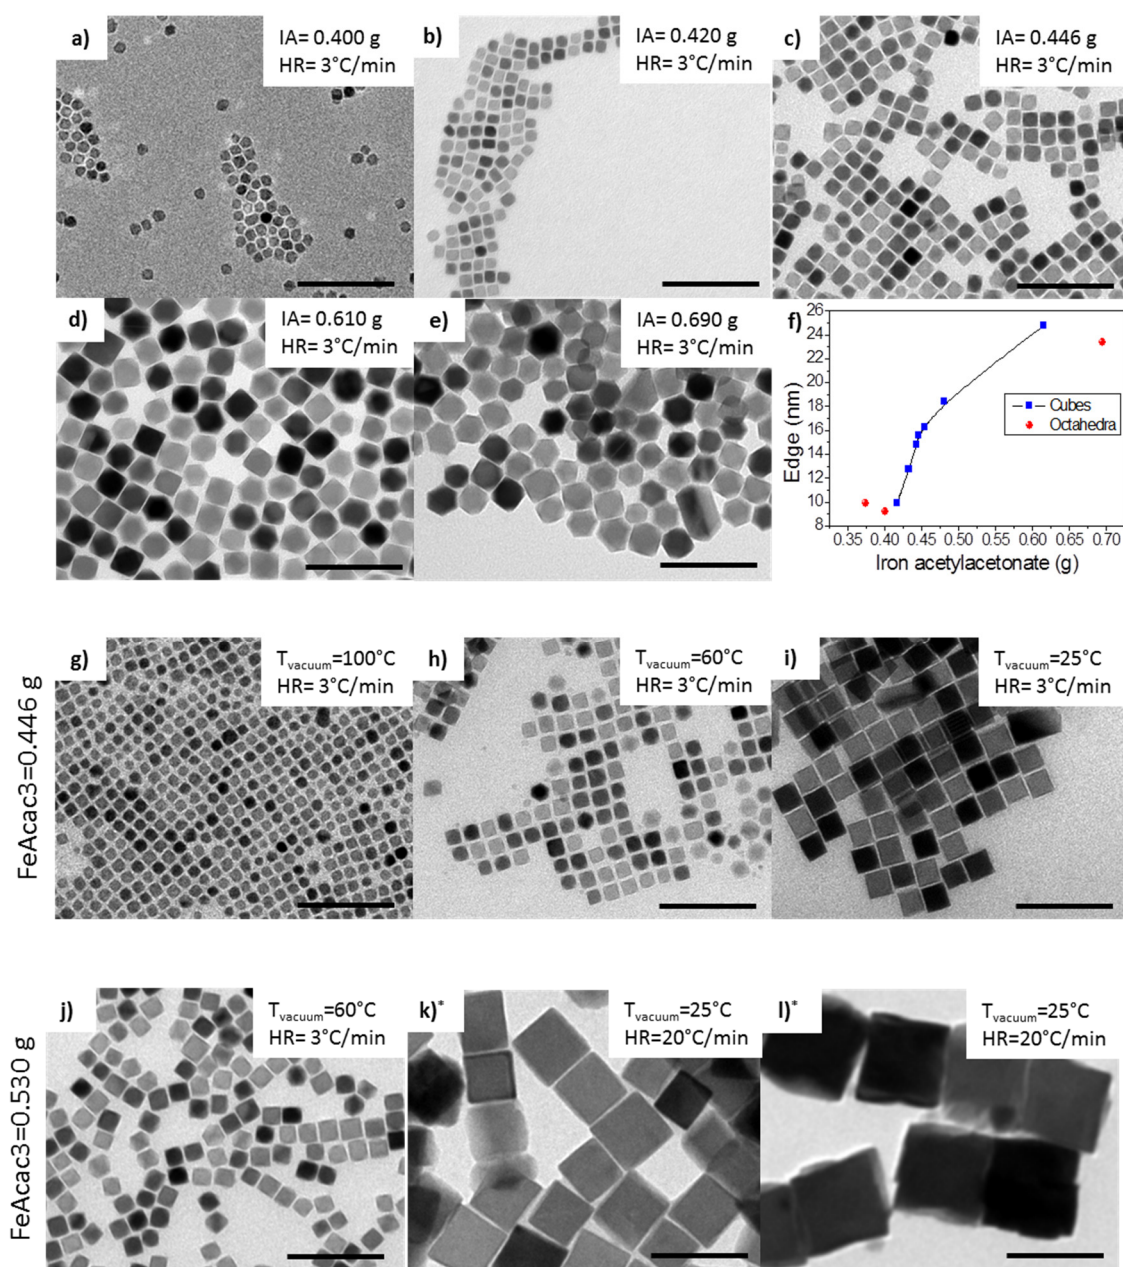 a)
IA= 0.400 g
HR= 3°C/min
b)
IA= 0.420 g
HR= 3°C/min
c)
IA= 0.446 g
HR= 3°C/min
d)
IA= 0.610 g
HR= 3°C/min
e)
IA= 0.690 g
HR= 3°C/min
f)
26
24
22
20
18
16
14
12
10
8
Edge (nm)
Cubes
Octahedra
0.35 0.40 0.45 0.50 0.55 0.60 0.65 0.70
Iron acetylacetonate (g)
FeAcac3=0.446 g
g)
Tvacuum=100°C
HR= 3°C/min
h)
Tvacuum=60°C
HR= 3°C/min
i)
Tvacuum=25°C
HR= 3°C/min
FeAcac3=0.530 g
j)
Tvacuum=60°C
HR= 3°C/min
k)*
Tvacuum=25°C
HR=20°C/min
l)*
Tvacuum=25°C
HR=20°C/min